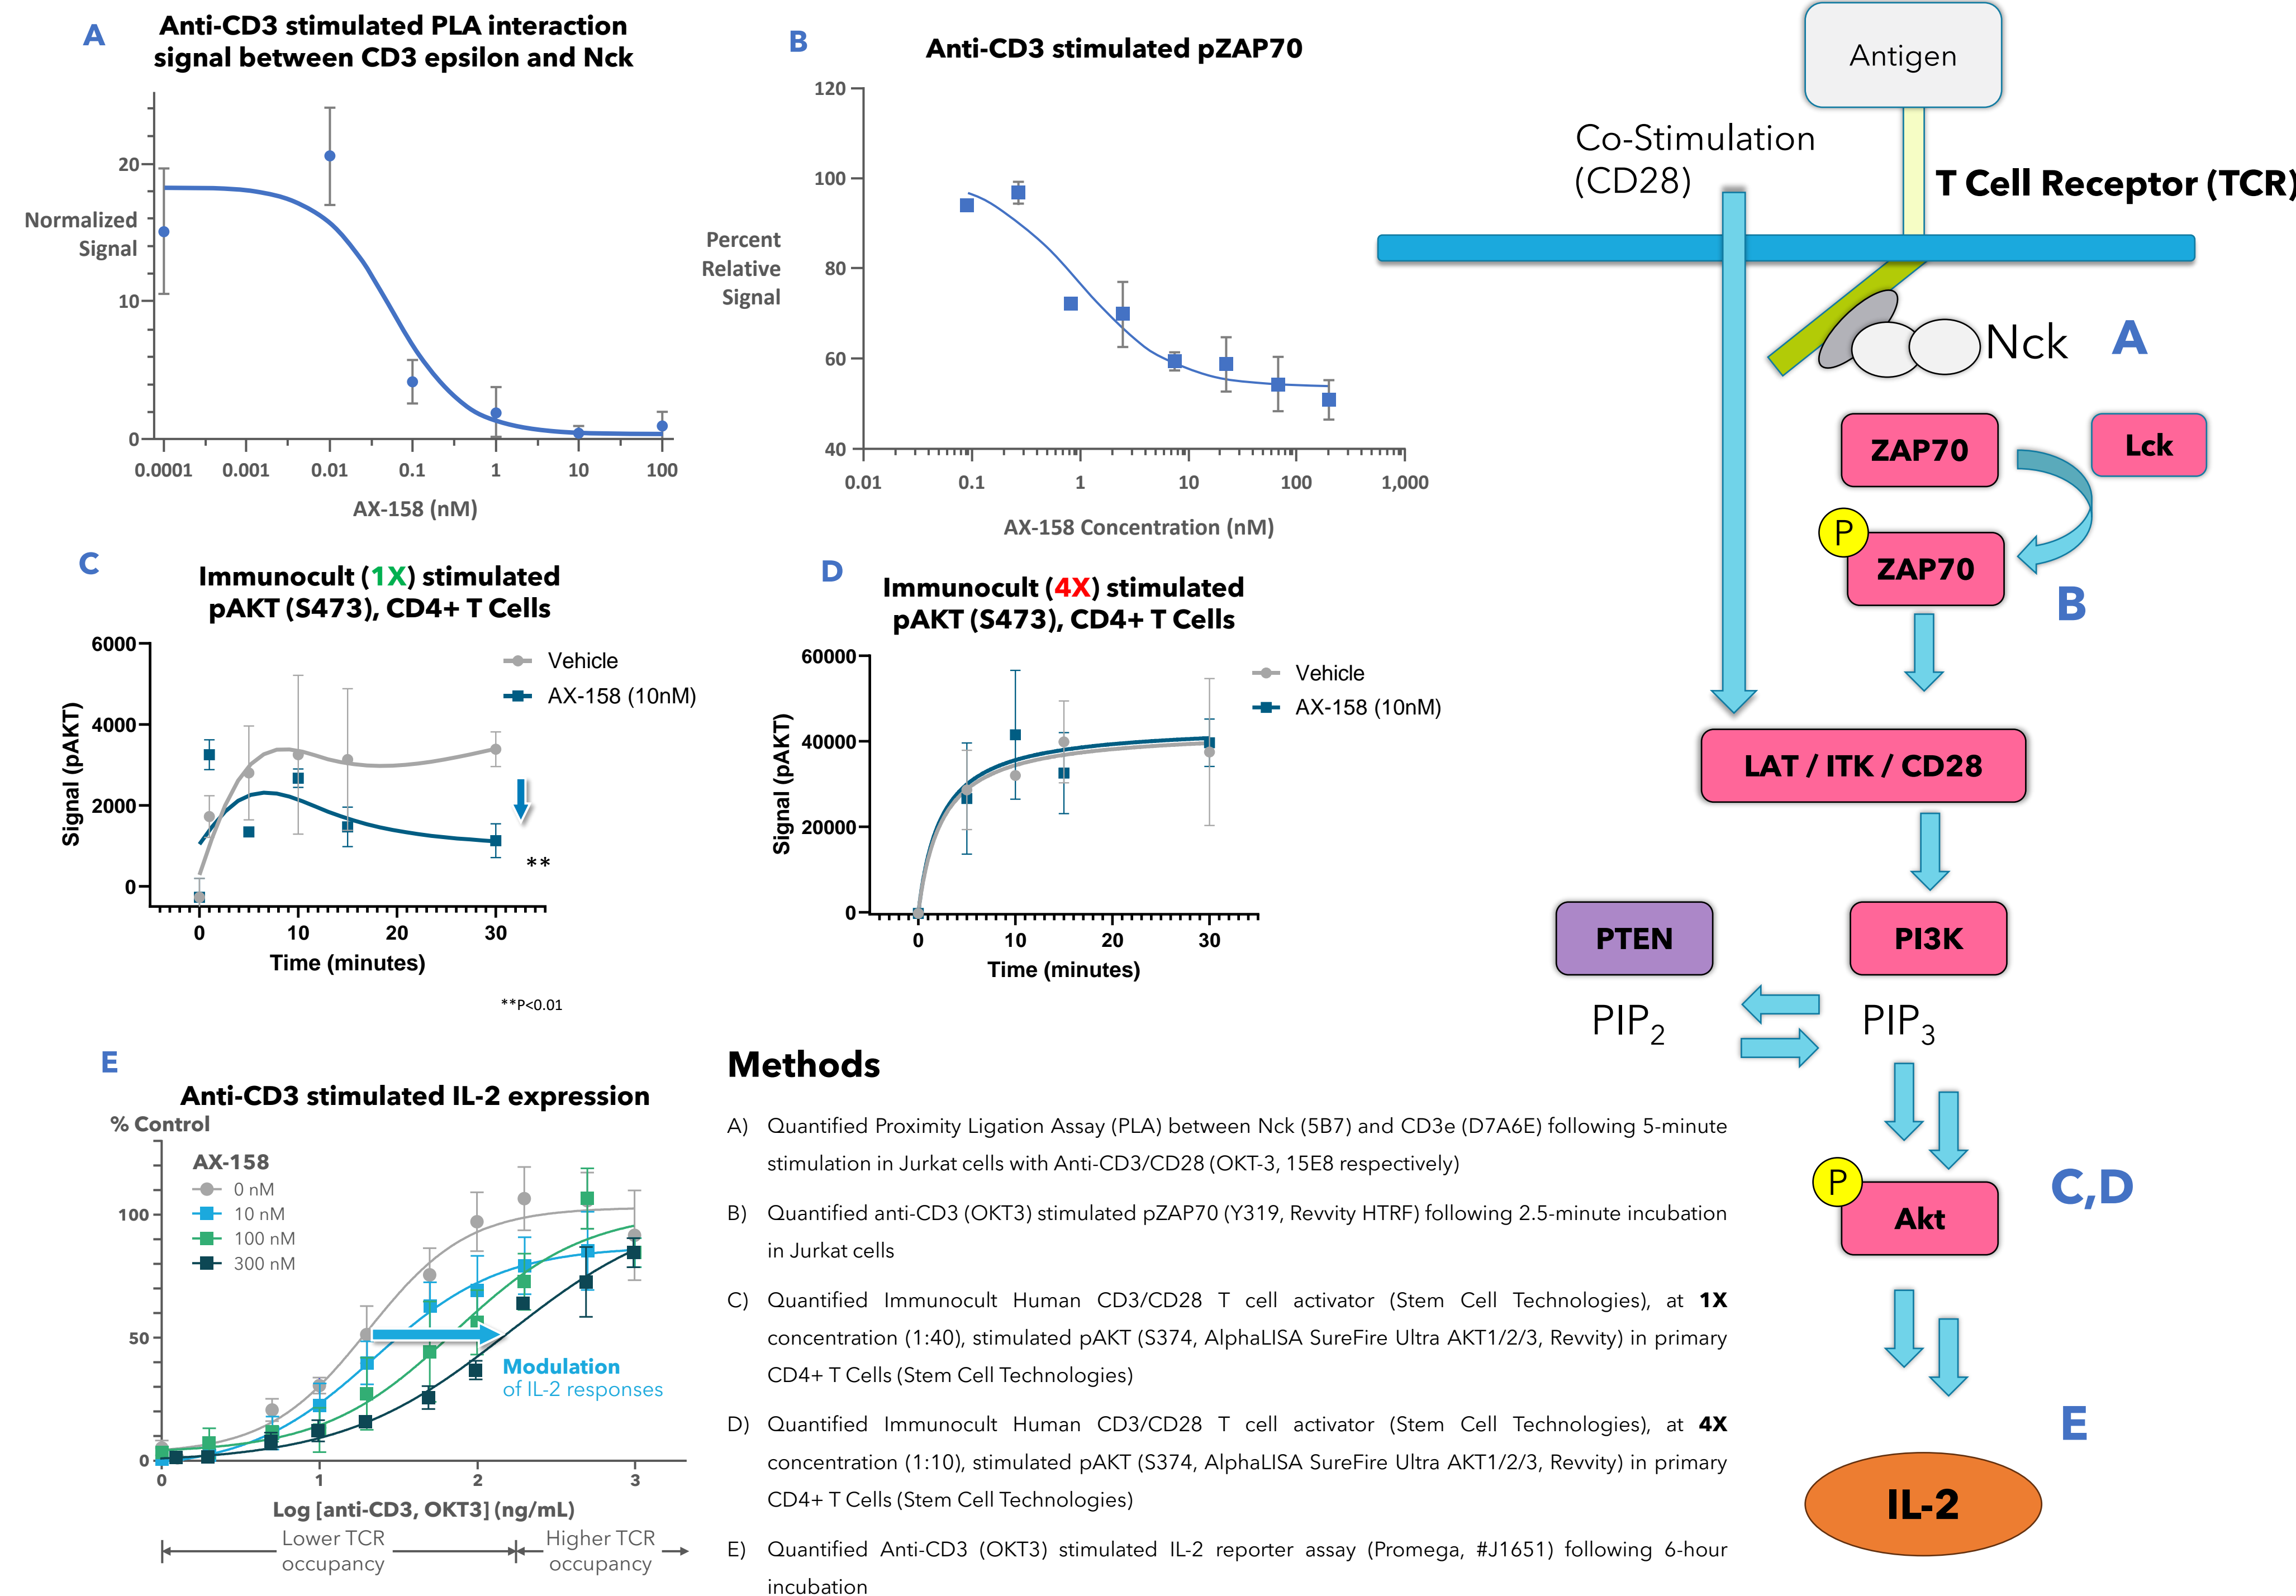 A
Anti-CD3 stimulated PLA interaction
signal between CD3 epsilon and Nck
Normalized
Signal
20
10
0
0.0001 0.001 0.01 0.1 1 10 100
AX-158 (nM)
B
Anti-CD3 stimulated pZAP70
Percent
Relative
Signal
120
100
80
60
40
0.01 0.1 1 10 100 1,000
AX-158 Concentration (nM)
C
Immunocult (1X) stimulated
pAKT (S473), CD4+ T Cells
Signal (pAKT)
6000
4000
2000
0
Vehicle
AX-158 (10nM)
**
0 10 20 30
Time (minutes)
**P<0.01
D
Immunocult (4X) stimulated
pAKT (S473), CD4+ T Cells
Signal (pAKT)
60000
40000
20000
0
Vehicle
AX-158 (10nM)
0 10 20 30
Time (minutes)
E
Anti-CD3 stimulated IL-2 expression
% Control
AX-158
0 nM
10 nM
100 nM
300 nM
100
50
0
Modulation
of IL-2 responses
0 1 2 3
Log [anti-CD3, OKT3] (ng/mL)
Lower TCR
occupancy
Higher TCR
occupancy
Methods
A) Quantified Proximity Ligation Assay (PLA) between Nck (5B7) and CD3e (D7A6E) following 5-minute
stimulation in Jurkat cells with Anti-CD3/CD28 (OKT-3, 15E8 respectively)
B) Quantified anti-CD3 (OKT3) stimulated pZAP70 (Y319, Revvity HTRF) following 2.5-minute incubation
in Jurkat cells
C) Quantified Immunocult Human CD3/CD28 T cell activator (Stem Cell Technologies), at 1X
concentration (1:40), stimulated pAKT (S374, AlphaLISA SureFire Ultra AKT1/2/3, Revvity) in primary
CD4+ T Cells (Stem Cell Technologies)
D) Quantified Immunocult Human CD3/CD28 T cell activator (Stem Cell Technologies), at 4X
concentration (1:10), stimulated pAKT (S374, AlphaLISA SureFire Ultra AKT1/2/3, Revvity) in primary
CD4+ T Cells (Stem Cell Technologies)
E) Quantified Anti-CD3 (OKT3) stimulated IL-2 reporter assay (Promega, #J1651) following 6-hour
incubation
Antigen
Co-Stimulation
(CD28)
T Cell Receptor (TCR)
Nck
A
ZAP70
Lck
P
ZAP70
B
LAT / ITK / CD28
PTEN
PI3K
PIP2
PIP3
P
Akt
C,D
E
IL-2